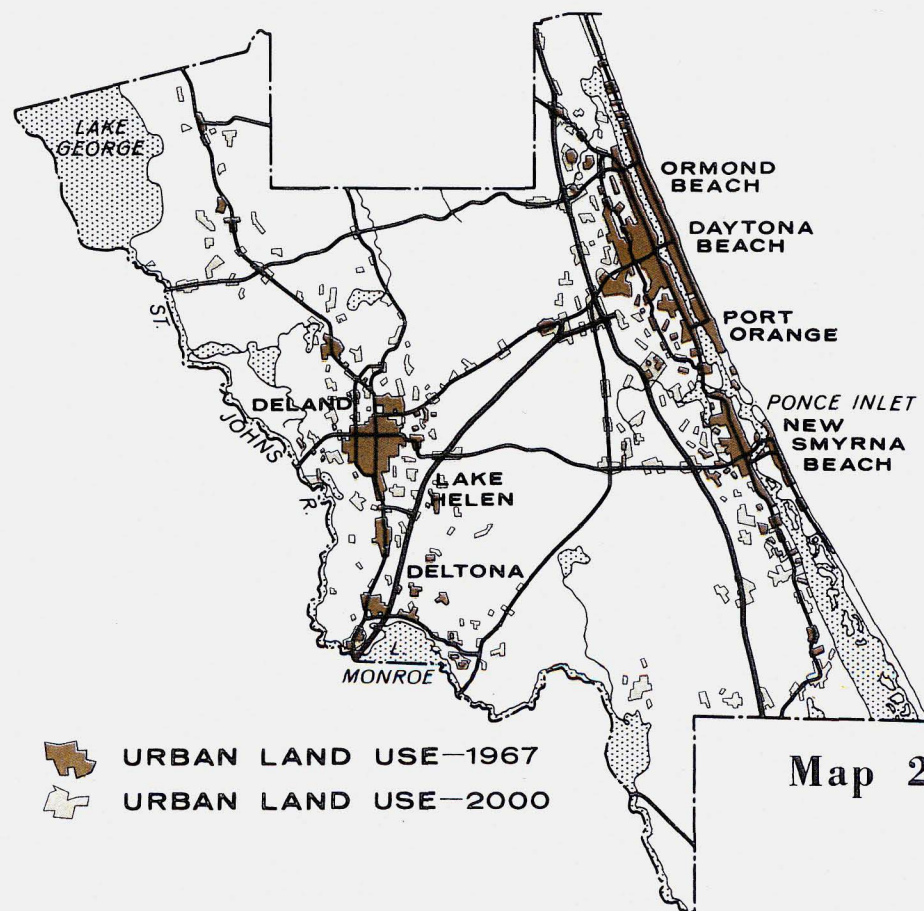 LAKE
GEORGE
ORMOND
BEACH
DAYTONA
BEACH
PORT
ORANGE
ST.
JOHNS
R.
DELAND
PONCE INLET
NEW
SMYRNA
BEACH
LAKE
HELEN
DELTONA
L
MONROE
URBAN LAND USE—1967
URBAN LAND USE—2000
Map 2